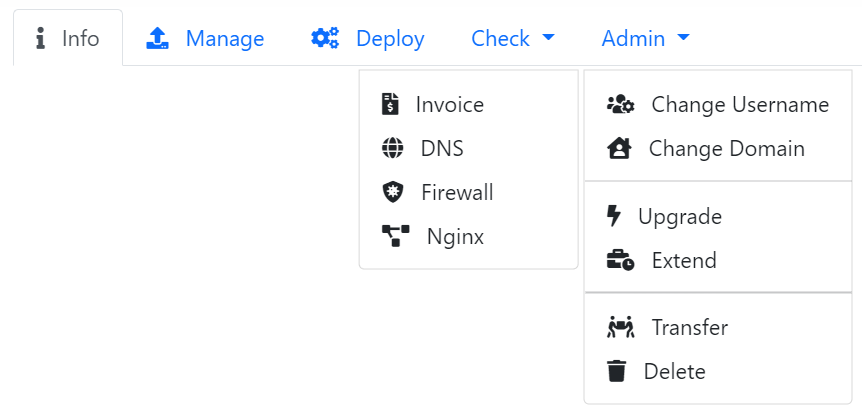 Info Manage Deploy Check Admin
Invoice
DNS
Firewall
Nginx
Change Username
Change Domain
Upgrade
Extend
Transfer
Delete